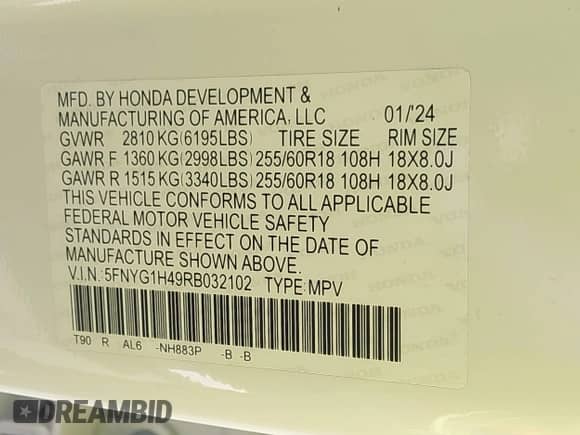 MFD. BY HONDA DEVELOPMENT &
MANUFACTURING OF AMERICA, LLC 01/'24
GVWR 2810 KG(6195LBS) TIRE SIZE RIM SIZE
GAWR F 1360 KG(2998LBS) 255/60R18 108H 18X8.0J
GAWR R 1515 KG(3340LBS) 255/60R18 108H 18X8.0J
THIS VEHICLE CONFORMS TO ALL APPLICABLE
FEDERAL MOTOR VEHICLE SAFETY
STANDARDS IN EFFECT ON THE DATE OF
MANUFACTURE SHOWN ABOVE.
V.I.N.:5FNYG1H49RB032102 TYPE:MPV
T90 R AL6 -NH883P -B -B
DREAMBID